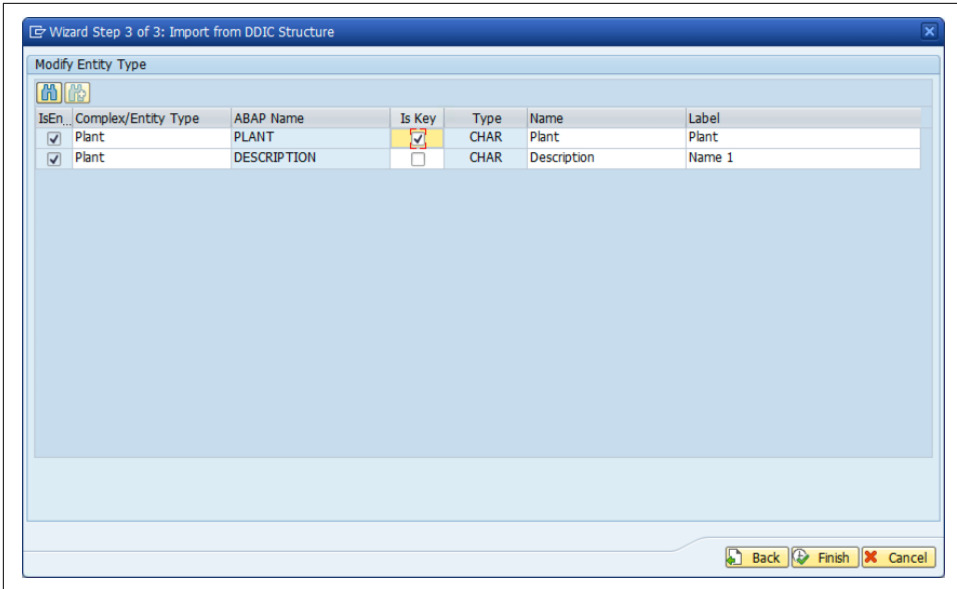 Wizard Step 3 of 3: Import from DDIC Structure
Modify Entity Type
IsEn... Complex/Entity Type ABAP Name Is Key Type Name Label
Plant PLANT CHAR Plant Plant
Plant DESCRIPTION CHAR Description Name 1
Back Finish Cancel